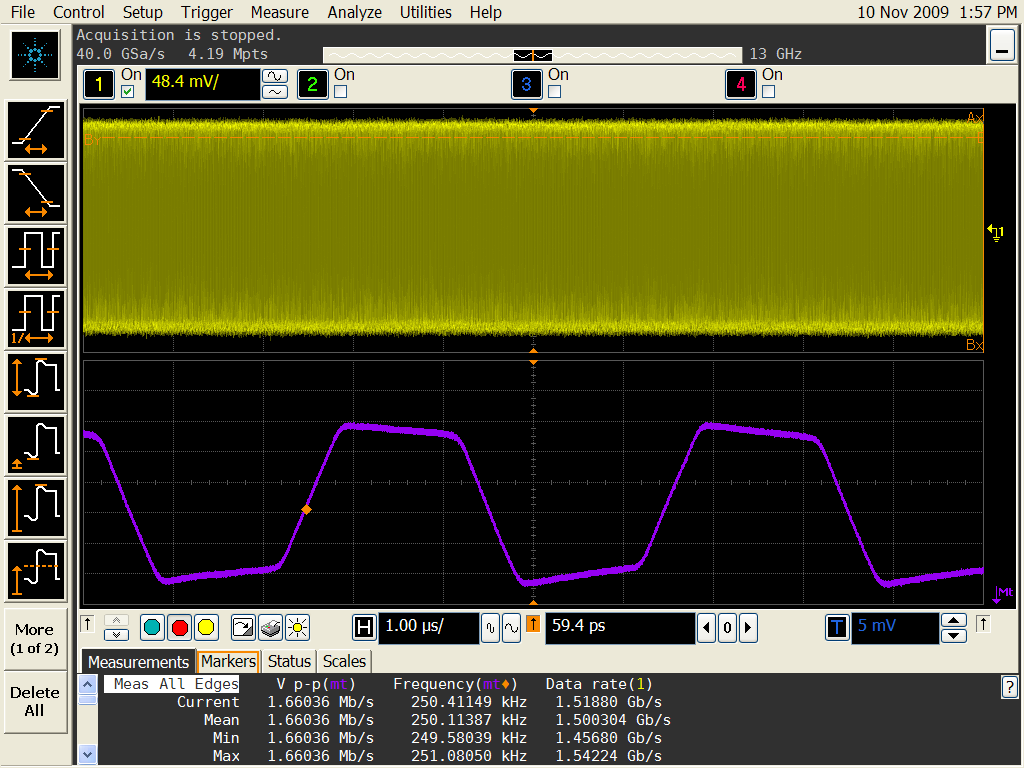 File Control Setup Trigger Measure Analyze Utilities Help 10 Nov 2009 1:57 PM
Acquisition is stopped.
40.0 GSa/s 4.19 Mpts 13 GHz
1 On 48.4 mV/ 2 On 3 On 4 On
Ax
B
1
1/
Bx
Mt
More
(1 of 2)
Delete
All
H 1.00 µs/ 59.4 ps 0 T 5 mV
Measurements Markers Status Scales
Meas All Edges V p-p(mt) Frequency(mt♦) Data rate(1) ?
Current 1.66036 Mb/s 250.41149 kHz 1.51880 Gb/s
Mean 1.66036 Mb/s 250.11387 kHz 1.500304 Gb/s
Min 1.66036 Mb/s 249.58039 kHz 1.45680 Gb/s
Max 1.66036 Mb/s 251.08050 kHz 1.54224 Gb/s